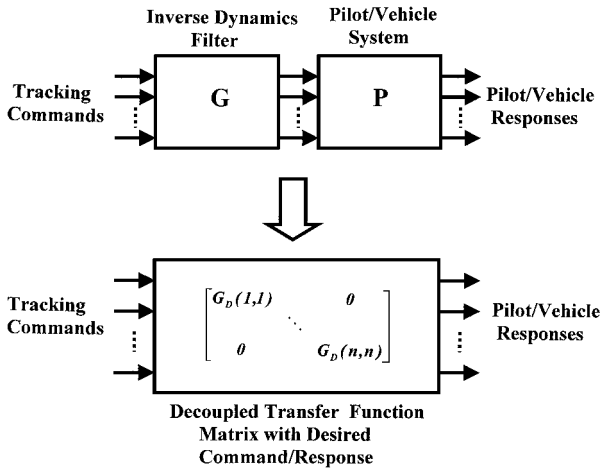 Inverse Dynamics
Filter
Pilot/Vehicle
System
Tracking
Commands
G
P
Pilot/Vehicle
Responses
Tracking
Commands
G_D(1,1) 0
0 G_D(n,n)
Pilot/Vehicle
Responses
Decoupled Transfer Function
Matrix with Desired
Command/Response